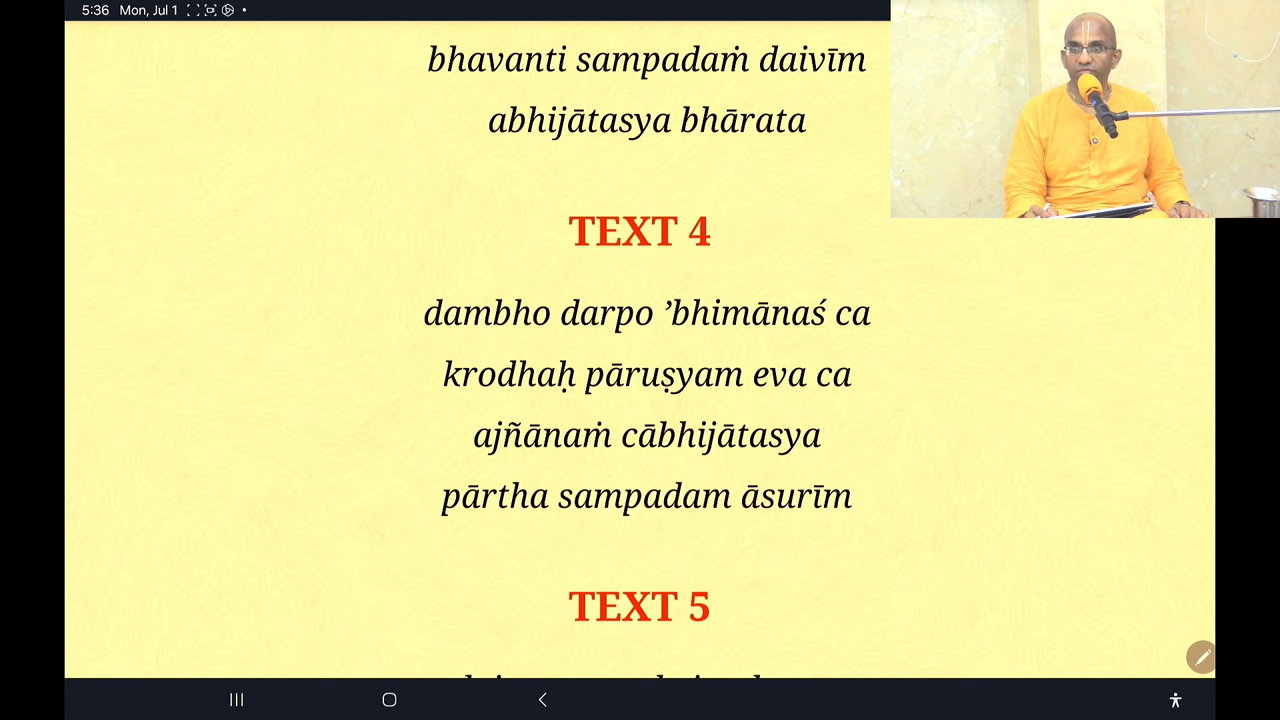 5:36 Mon, Jul 1
bhavanti sampadaṁ daivīm
abhijātasya bhārata
TEXT 4
dambho darpo ’bhimānaś ca
krodhaḥ pāruṣyam eva ca
ajñānaṁ cābhijātasya
pārtha sampadam āsurīm
TEXT 5